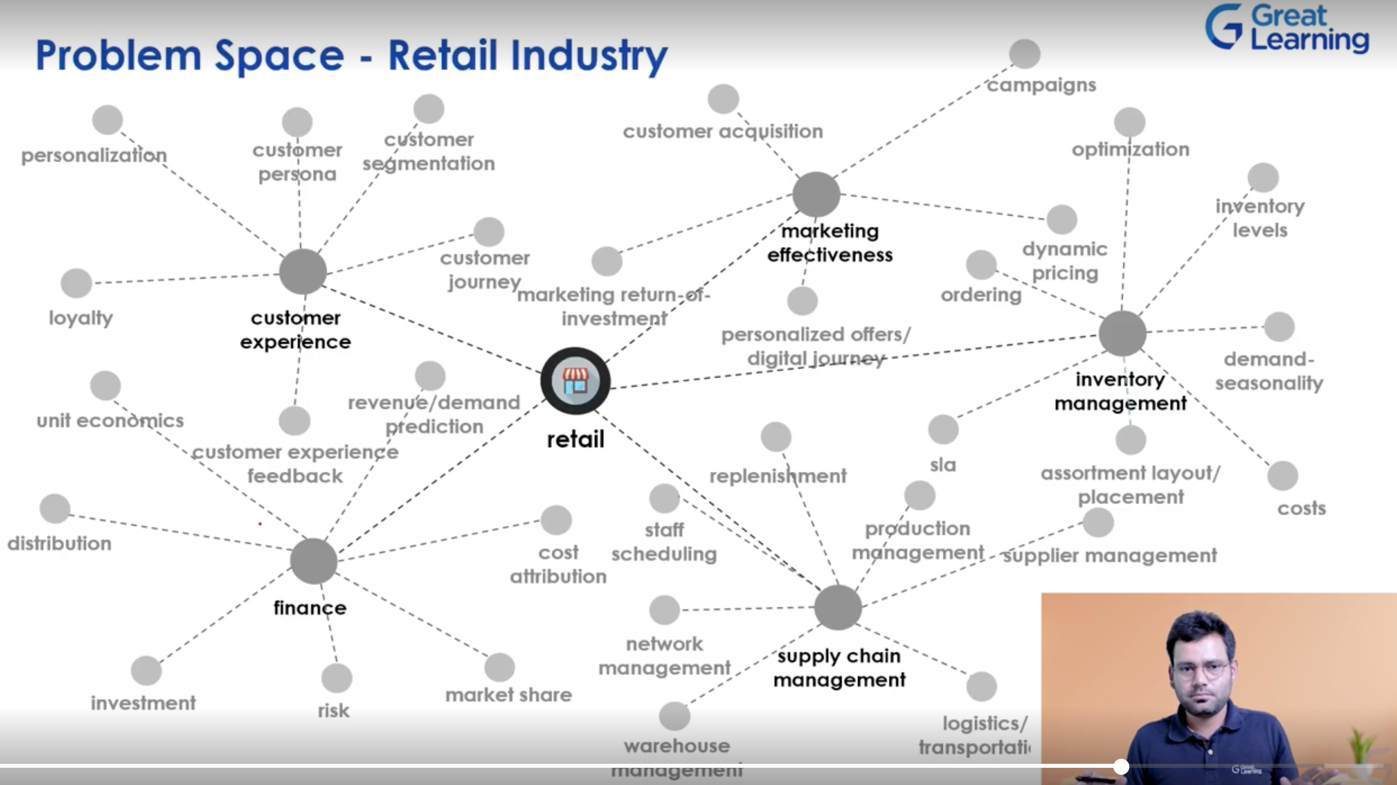 Problem Space - Retail Industry
Great
Learning
campaigns
customer acquisition
optimization
personalization
customer
persona
customer
segmentation
inventory
levels
marketing
effectiveness
dynamic
pricing
customer
journey
ordering
marketing return-of-
investment
loyalty
customer
experience
personalized offers/
digital journey
demand-
seasonality
inventory
management
unit economics
revenue/demand
prediction
retail
customer experience
feedback
replenishment
sla
assortment layout/
placement
costs
distribution
cost
attribution
staff
scheduling
production
management
supplier management
finance
network
management
supply chain
management
investment
risk
market share
warehouse
management
logistics/
transportati
Great
Learning